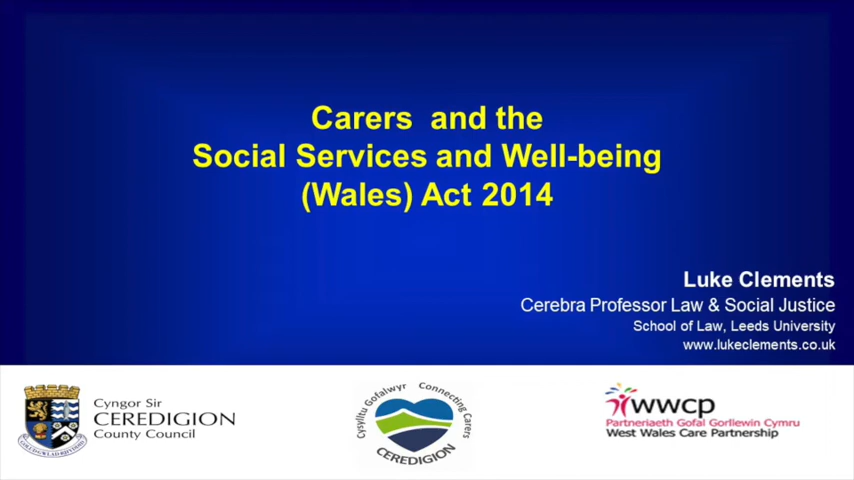 Carers and the
Social Services and Well-being
(Wales) Act 2014
Luke Clements
Cerebra Professor Law & Social Justice
School of Law, Leeds University
www.lukeclements.co.uk
Cyngor Sir
CEREDIGION
County Council
Cysylltu Gofalwyr Connecting Carers
CEREDIGION
WWCP
Partneriaeth Gofal Gorllewin Cymru
West Wales Care Partnership